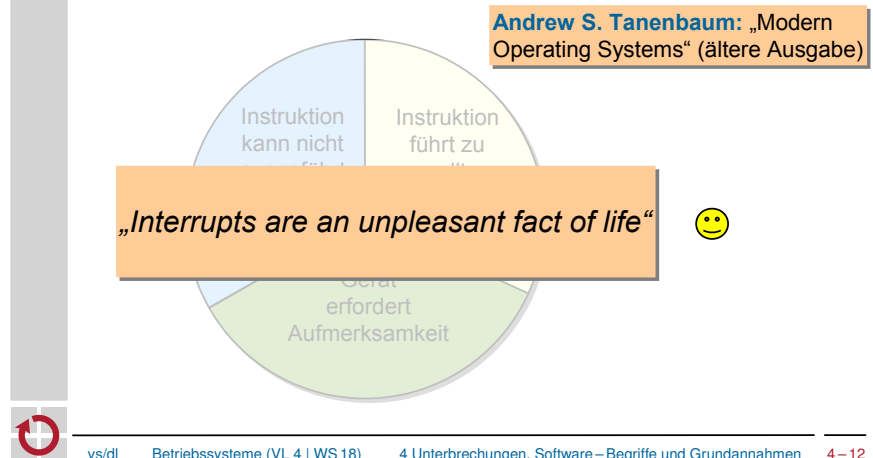 Andrew S. Tanenbaum: „Modern
Operating Systems“ (ältere Ausgabe)
Instruktion
kann nicht
Instruktion
führt zu
„Interrupts are an unpleasant fact of life“
Gerät
erfordert
Aufmerksamkeit
vs/dl Betriebssysteme (VL 4 | WS 18) 4 Unterbrechungen, Software – Begriffe und Grundannahmen 4 – 12